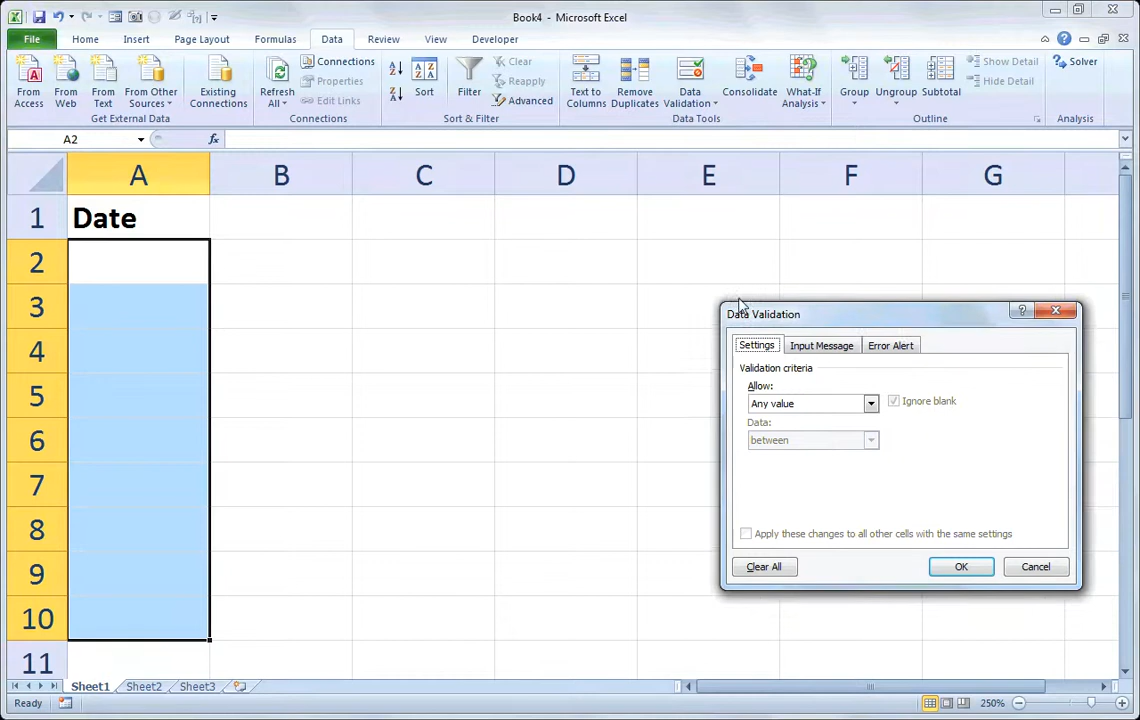 Book4 - Microsoft Excel
File Home Insert Page Layout Formulas Data Review View Developer
From Access
From Web
From Text
From Other Sources
Existing Connections
Refresh All
Connections
Properties
Edit Links
Sort
Filter
Clear
Reapply
Advanced
Text to Columns
Remove Duplicates
Data Validation
Consolidate
What-If Analysis
Group
Ungroup
Subtotal
Show Detail
Hide Detail
Solver
Get External Data Connections Sort & Filter Data Tools Outline Analysis
A2 fx
A B C D E F G
1 Date
2
3
4
5
6
7
8
9
10
11
Data Validation
Settings Input Message Error Alert
Validation criteria
Allow:
Any value Ignore blank
Data:
between
Apply these changes to all other cells with the same settings
Clear All OK Cancel
Sheet1 Sheet2 Sheet3
Ready 250%